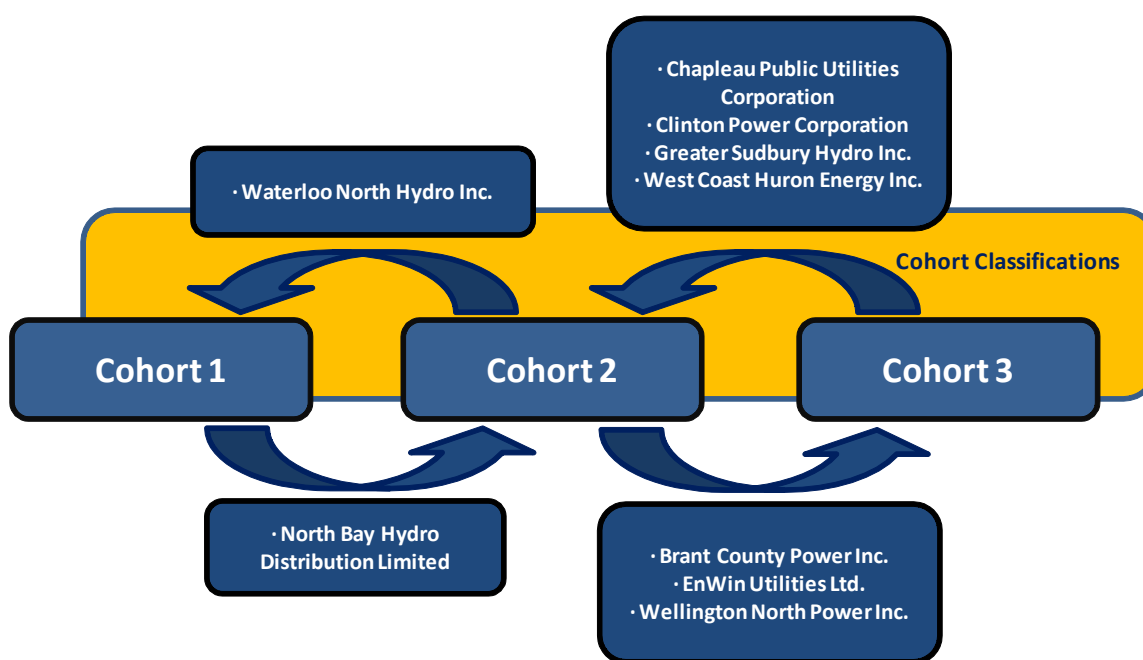 · Chapleau Public Utilities
Corporation
· Clinton Power Corporation
· Greater Sudbury Hydro Inc.
· West Coast Huron Energy Inc.
· Waterloo North Hydro Inc.
Cohort Classifications
Cohort 1
Cohort 2
Cohort 3
· North Bay Hydro
Distribution Limited
· Brant County Power Inc.
· EnWin Utilities Ltd.
· Wellington North Power Inc.